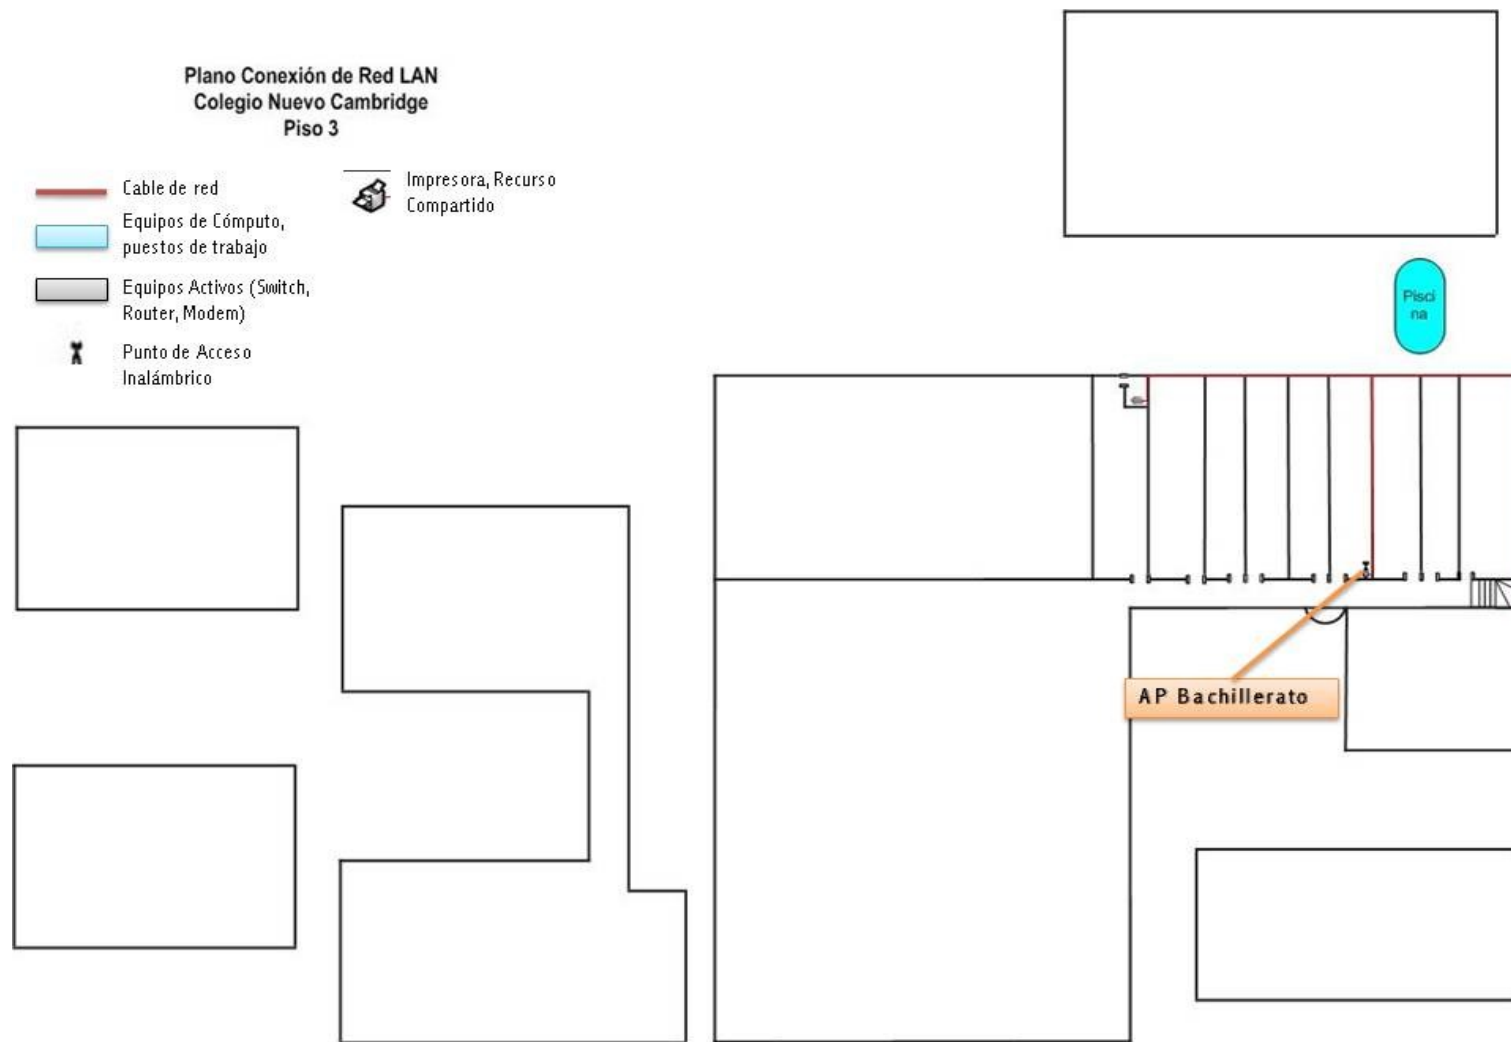 Plano Conexión de Red LAN
Colegio Nuevo Cambridge
Piso 3
Cable de red
Equipos de Cómputo,
puestos de trabajo
Equipos Activos (Switch,
Router, Modem)
Punto de Acceso
Inalámbrico
Impresora, Recurso
Compartido
Pisci
na
AP Bachillerato